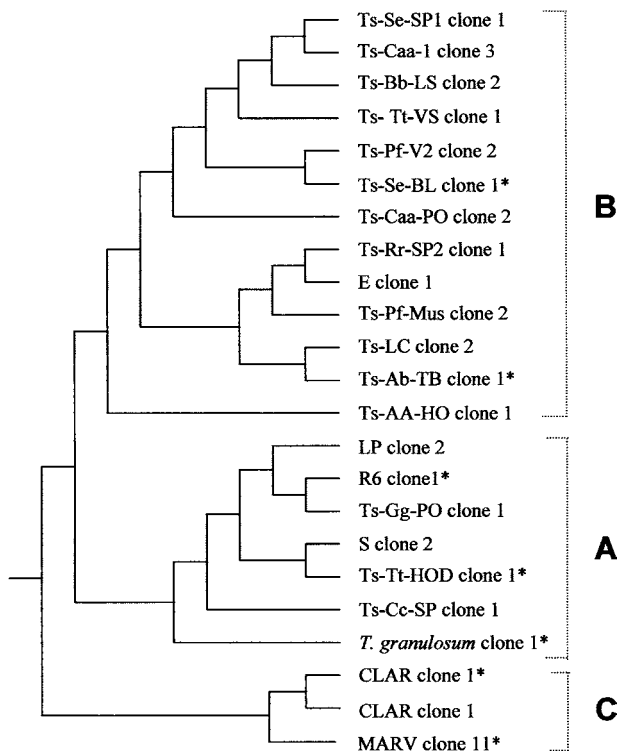 Ts-Se-SP1 clone 1
Ts-Caa-1 clone 3
Ts-Bb-LS clone 2
Ts- Tt-VS clone 1
Ts-Pf-V2 clone 2
Ts-Se-BL clone 1*
Ts-Caa-PO clone 2
B
Ts-Rr-SP2 clone 1
E clone 1
Ts-Pf-Mus clone 2
Ts-LC clone 2
Ts-Ab-TB clone 1*
Ts-AA-HO clone 1
LP clone 2
R6 clone1*
Ts-Gg-PO clone 1
S clone 2
A
Ts-Tt-HOD clone 1*
Ts-Cc-SP clone 1
T. granulosum clone 1*
CLAR clone 1*
CLAR clone 1
C
MARV clone 11*